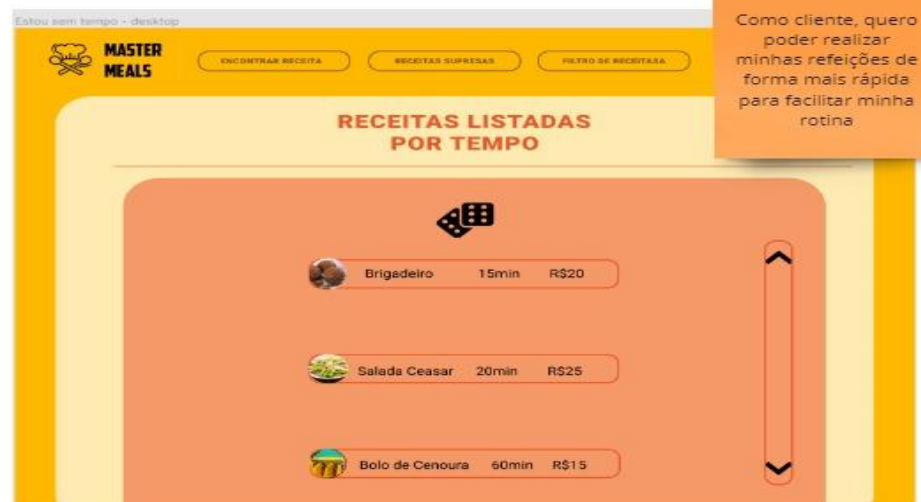 Estou sem tempo - desktop
Como cliente, quero
poder realizar
minhas refeições de
forma mais rápida
para facilitar minha
rotina
MASTER
MEALS
ENCONTRAR RECEITA
RECEITAS SUPRESAS
FILTRO DE RECEITASA
RECEITAS LISTADAS
POR TEMPO
Brigadeiro 15min R$20
Salada Ceasar 20min R$25
Bolo de Cenoura 60min R$15